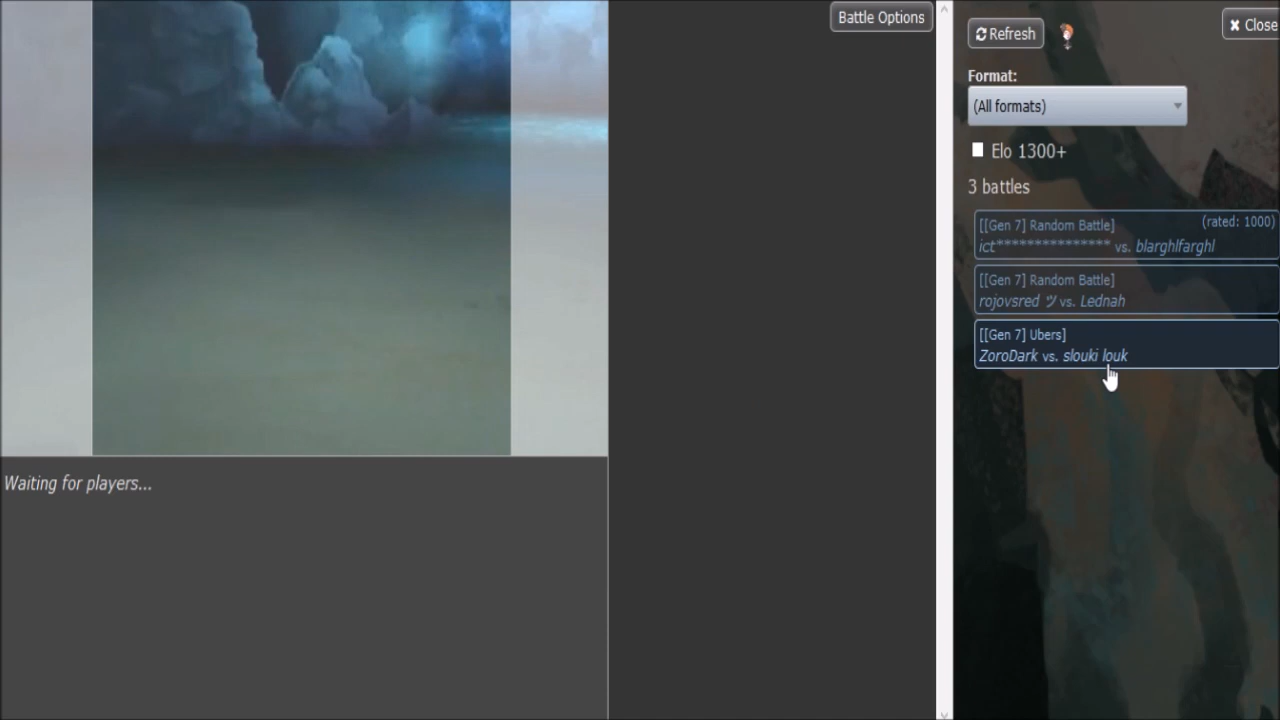 Battle Options
Refresh
Close
Format:
(All formats)
Elo 1300+
3 battles
(rated: 1000)
[[Gen 7] Random Battle]
ict*************** vs. blarghlfarghl
[[Gen 7] Random Battle]
rojovsred ツ vs. Lednah
[[Gen 7] Ubers]
ZoroDark vs. slouki louk
Waiting for players...